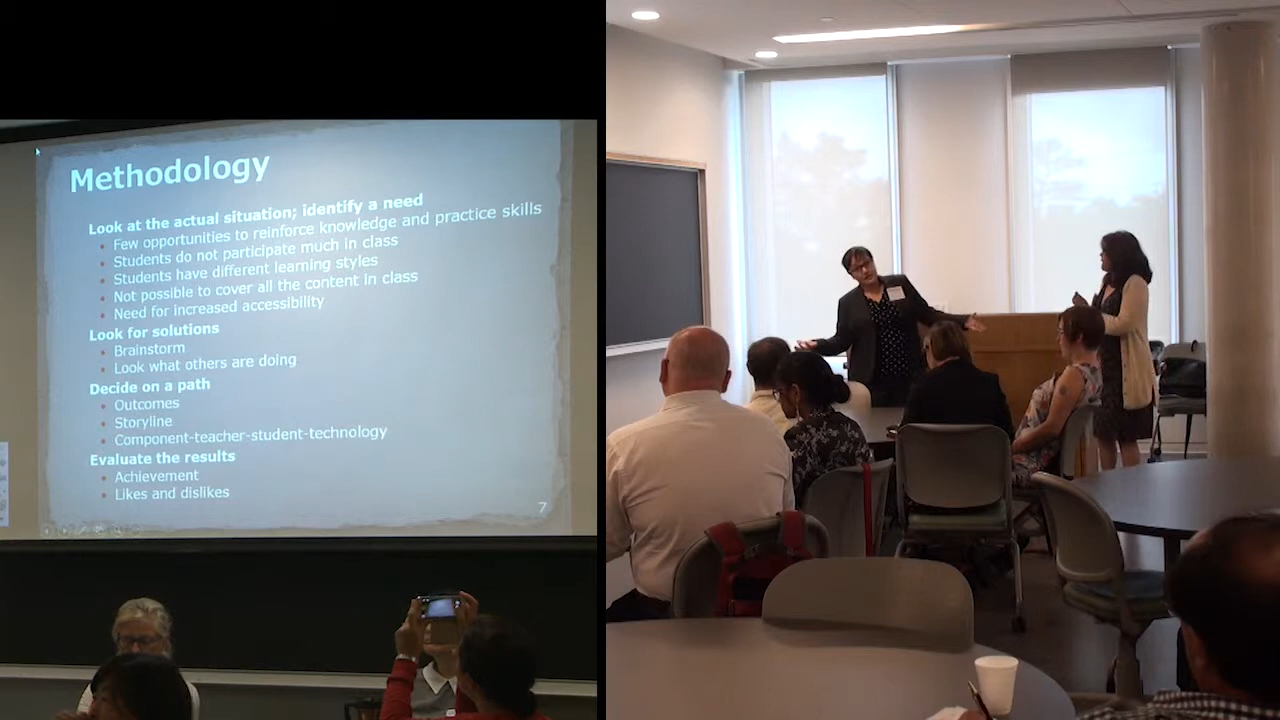 Methodology
Look at the actual situation; identify a need
Few opportunities to reinforce knowledge and practice skills
Students do not participate much in class
Students have different learning styles
Not possible to cover all the content in class
Need for increased accessibility
Look for solutions
Brainstorm
Look what others are doing
Decide on a path
Outcomes
Storyline
Component-teacher-student-technology
Evaluate the results
Achievement
Likes and dislikes
7